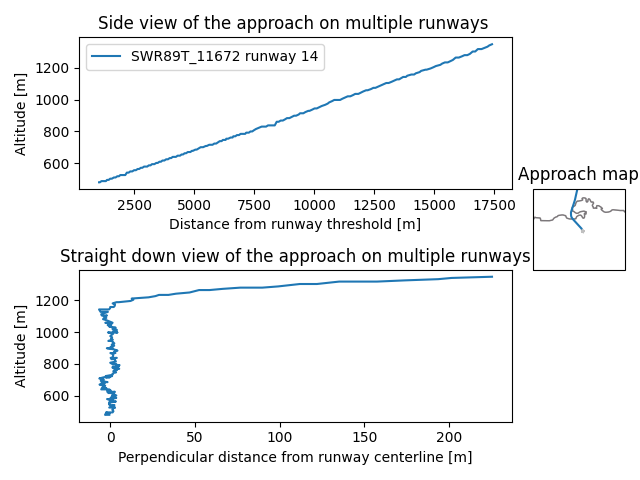 Side view of the approach on multiple runways
SWR89T_11672 runway 14
Altitude [m]
1200
1000
800
600
2500
5000
7500
10000
12500
15000
17500
Distance from runway threshold [m]
Approach map
Straight down view of the approach on multiple runways
Altitude [m]
1200
1000
800
600
0
50
100
150
200
Perpendicular distance from runway centerline [m]